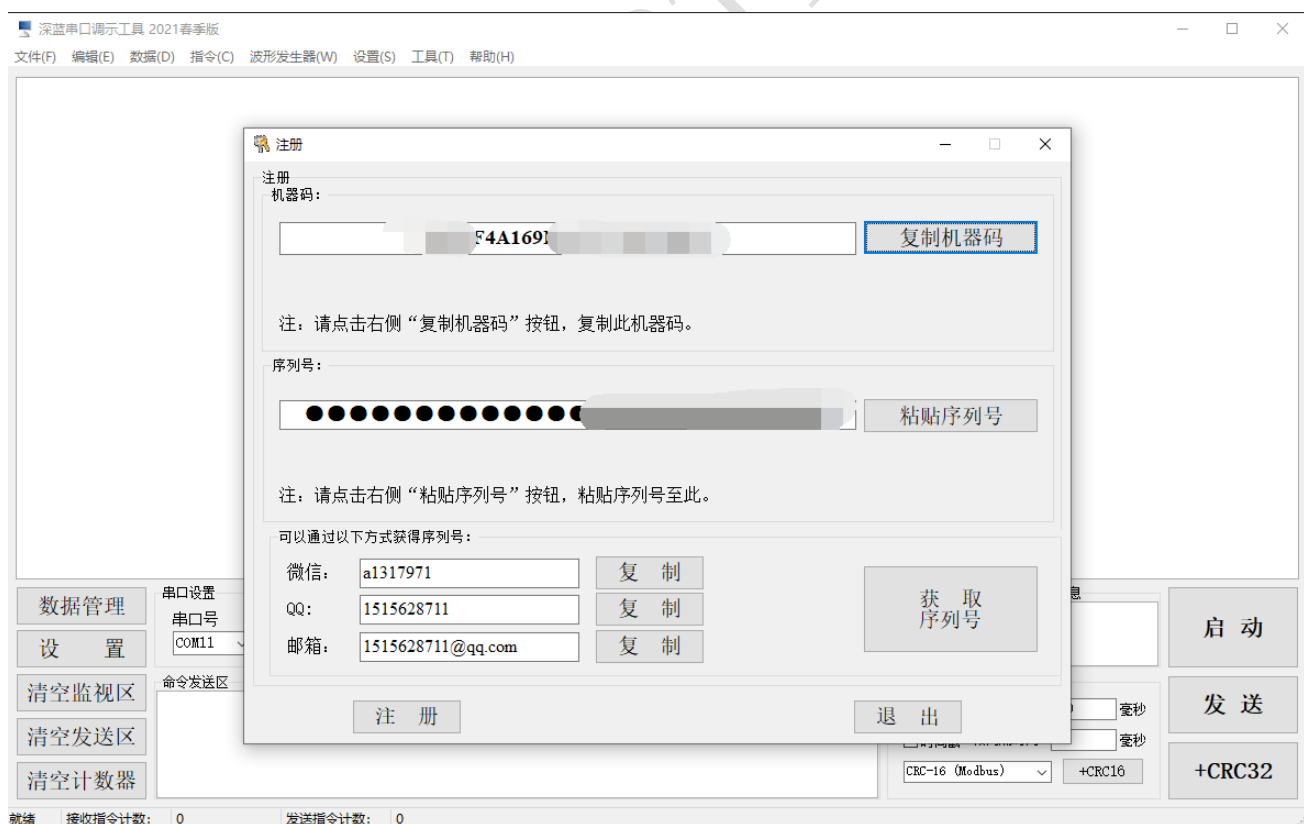 深蓝串口调示工具 2021春季版
文件(F) 编辑(E) 数据(D) 指令(C) 波形发生器(W) 设置(S) 工具(T) 帮助(H)
注册
注册
机器码：
F4A169
复制机器码
注：请点击右侧“复制机器码”按钮，复制此机器码。
序列号：
●●●●●●●●●●●●●
粘贴序列号
注：请点击右侧“粘贴序列号”按钮，粘贴序列号至此。
可以通过以下方式获得序列号：
微信： a1317971 复 制
QQ： 1515628711 复 制
邮箱： 1515628711@qq.com 复 制
获 取
序列号
注 册
退 出
数据管理
设 置
清空监视区
清空发送区
清空计数器
串口设置
串口号
COM11
命令发送区
息
毫秒
毫秒
CRC-16 (Modbus)
+CRC16
启 动
发 送
+CRC32
就绪 接收指令计数： 0 发送指令计数： 0